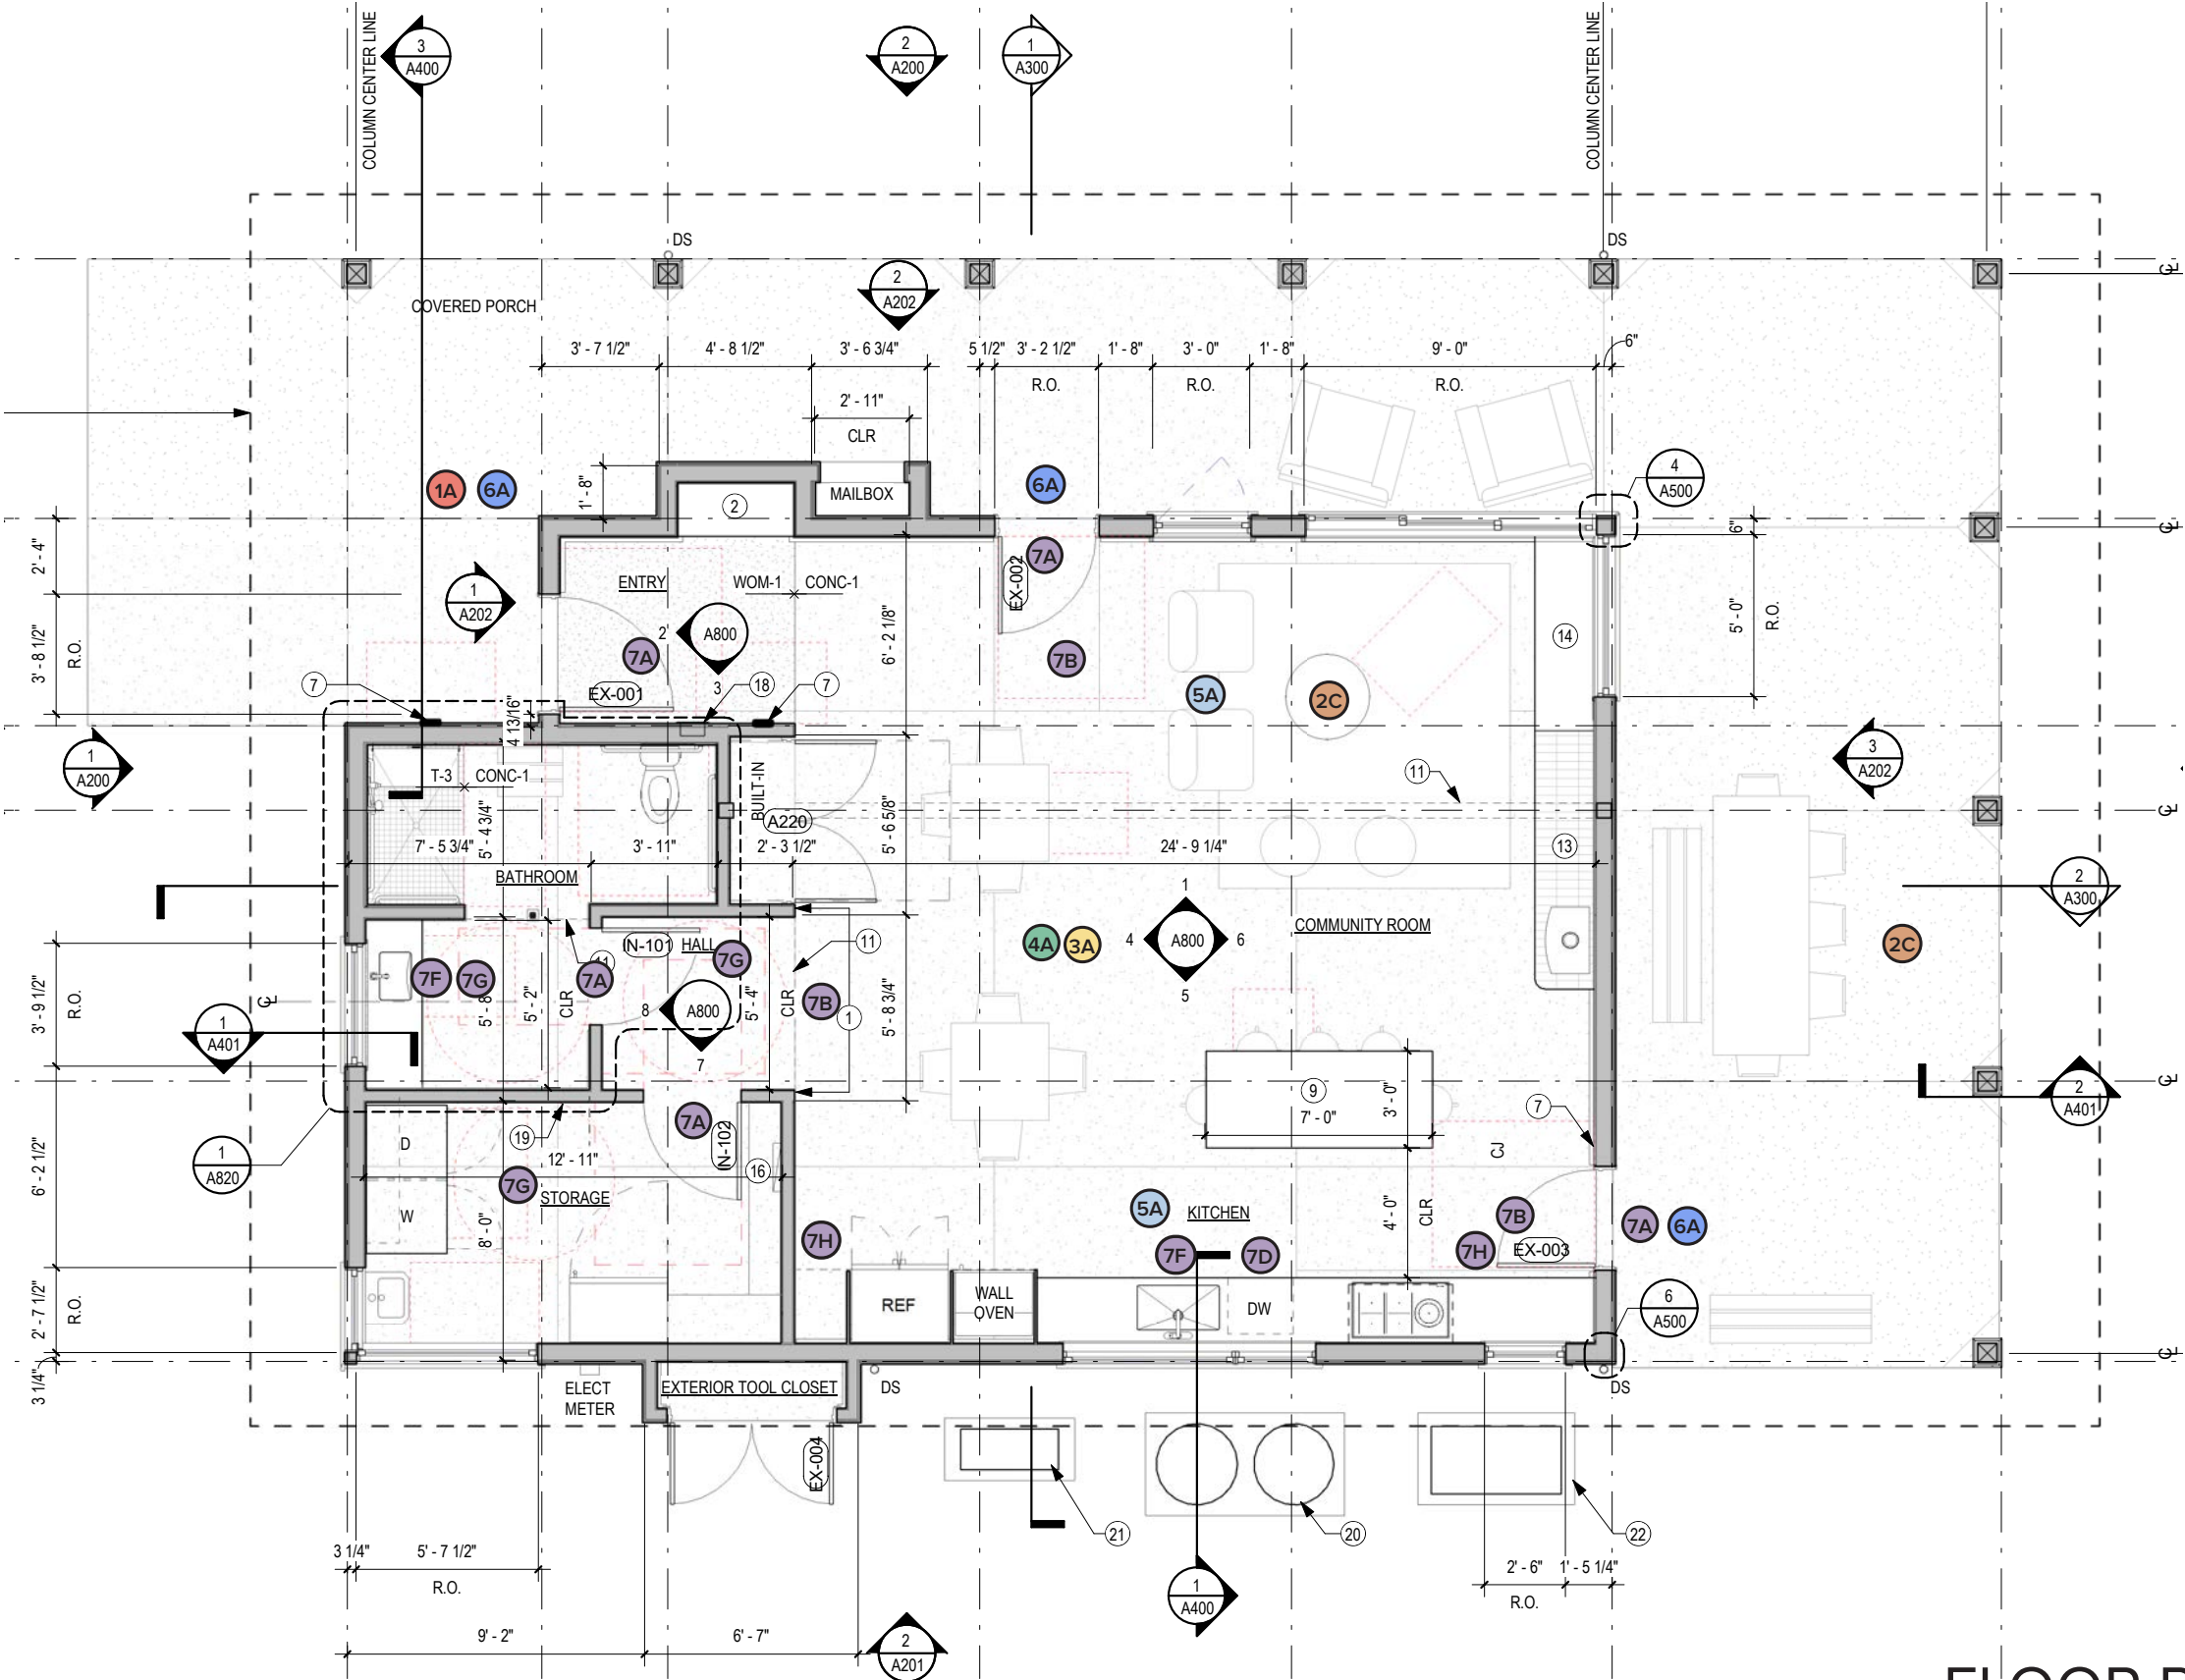 COLUMN CENTER LINE
3
A400
2
A200
1
A300
COLUMN CENTER LINE
DS
DS
2
A202
COVERED PORCH
3' - 7 1/2"
4' - 8 1/2"
3' - 6 3/4"
5 1/2"
3' - 2 1/2"
1' - 8"
3' - 0"
1' - 8"
9' - 0"
6"
R.O.
R.O.
R.O.
2' - 11"
CLR
4
A500
1A
6A
1' - 8"
MAILBOX
2
6A
6"
2' - 4"
7A
EX-002
ENTRY
WOM-1
CONC-1
1
A202
A800
2
3
7A
EX-001
3' - 8 1/2"
R.O.
6' - 2 1/8"
7B
5' - 0"
R.O.
14
7
18
7
5A
2C
4 13/16"
1
A200
T-3
CONC-1
BUILT-IN
A220
11
3
A202
5' - 4 3/4"
5' - 6 5/8"
7' - 5 3/4"
3' - 11"
2' - 3 1/2"
24' - 9 1/4"
13
BATHROOM
2
A300
1
COMMUNITY ROOM
IN-101
HALL
7G
11
4A
3A
4
A800
6
5
2C
7F
7G
7A
5' - 8"
5' - 2"
CLR
5' - 4"
CLR
7B
1
5' - 8 3/4"
3' - 9 1/2"
R.O.
8
A800
7
1
A401
9
7' - 0"
3' - 0"
7
2
A401
7A
IN-102
19
12' - 11"
16
CJ
1
A820
D
W
7G
STORAGE
6' - 2 1/2"
8' - 0"
5A
KITCHEN
4' - 0"
CLR
7B
7A
6A
7H
7F
7D
7H
EX-003
2' - 7 1/2"
R.O.
REF
WALL
OVEN
DW
6
A500
3 1/4"
ELECT
METER
EXTERIOR TOOL CLOSET
DS
DS
EX-004
21
20
22
3 1/4"
5' - 7 1/2"
R.O.
2' - 6"
1' - 5 1/4"
R.O.
1
A400
9' - 2"
6' - 7"
2
A201